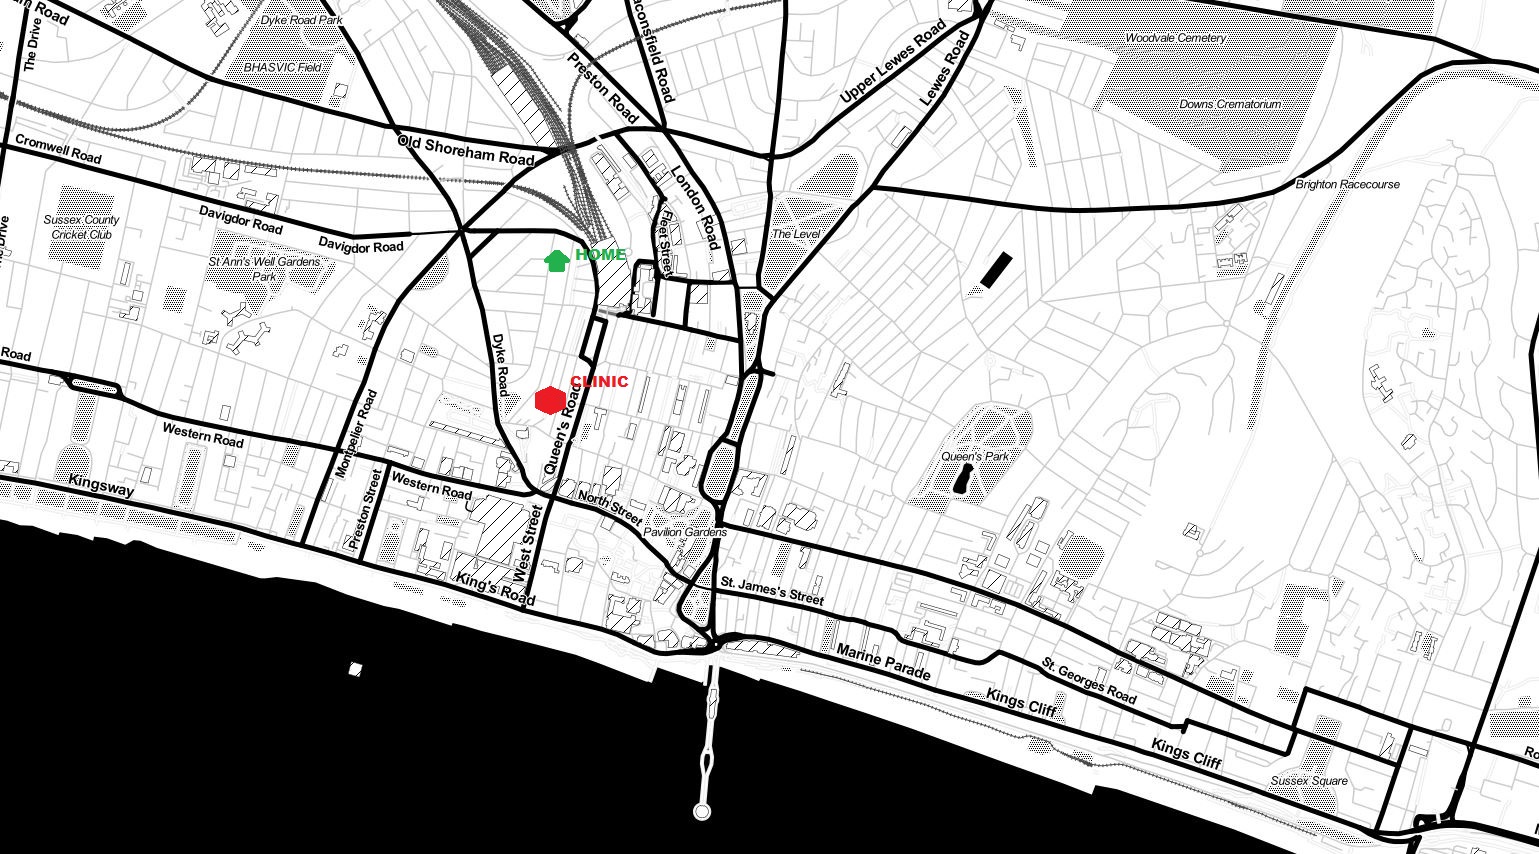 Dyke Road Park
The Drive
BHASVIC Field
Preston Road
Upper Lewes Road
Lewes Road
Woodvale Cemetery
Downs Crematorium
Old Shoreham Road
Cromwell Road
Brighton Racecourse
London Road
Sussex County
Cricket Club
Davigdor Road
Davigdor Road
Fleet Street
The Level
HOME
St Ann's Well Gardens
Park
Dyke Road
CLINIC
Road
Queen's Road
Montpelier Road
Western Road
Queen's Park
Kingsway
Preston Street
Western Road
North Street
West Street
Pavilion Gardens
King's Road
St. James's Street
Marine Parade
St. Georges Road
Kings Cliff
Kings Cliff
Sussex Square